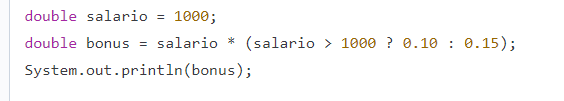 double salario = 1000;
double bonus = salario * (salario > 1000 ? 0.10 : 0.15);
System.out.println(bonus);